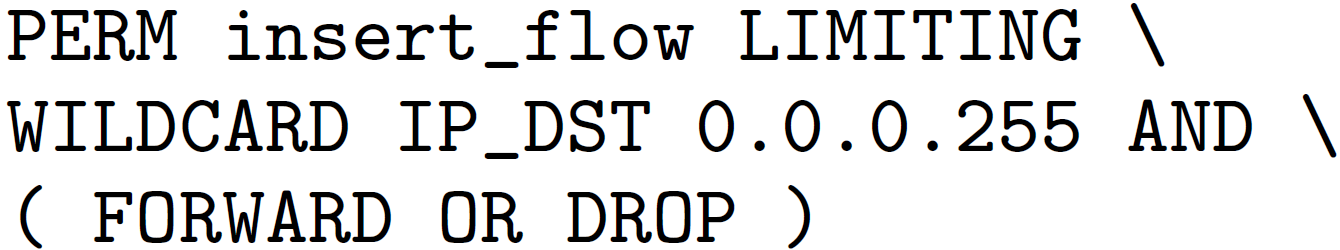 PERM insert_flow LIMITING \
WILDCARD IP_DST 0.0.0.255 AND \
( FORWARD OR DROP )